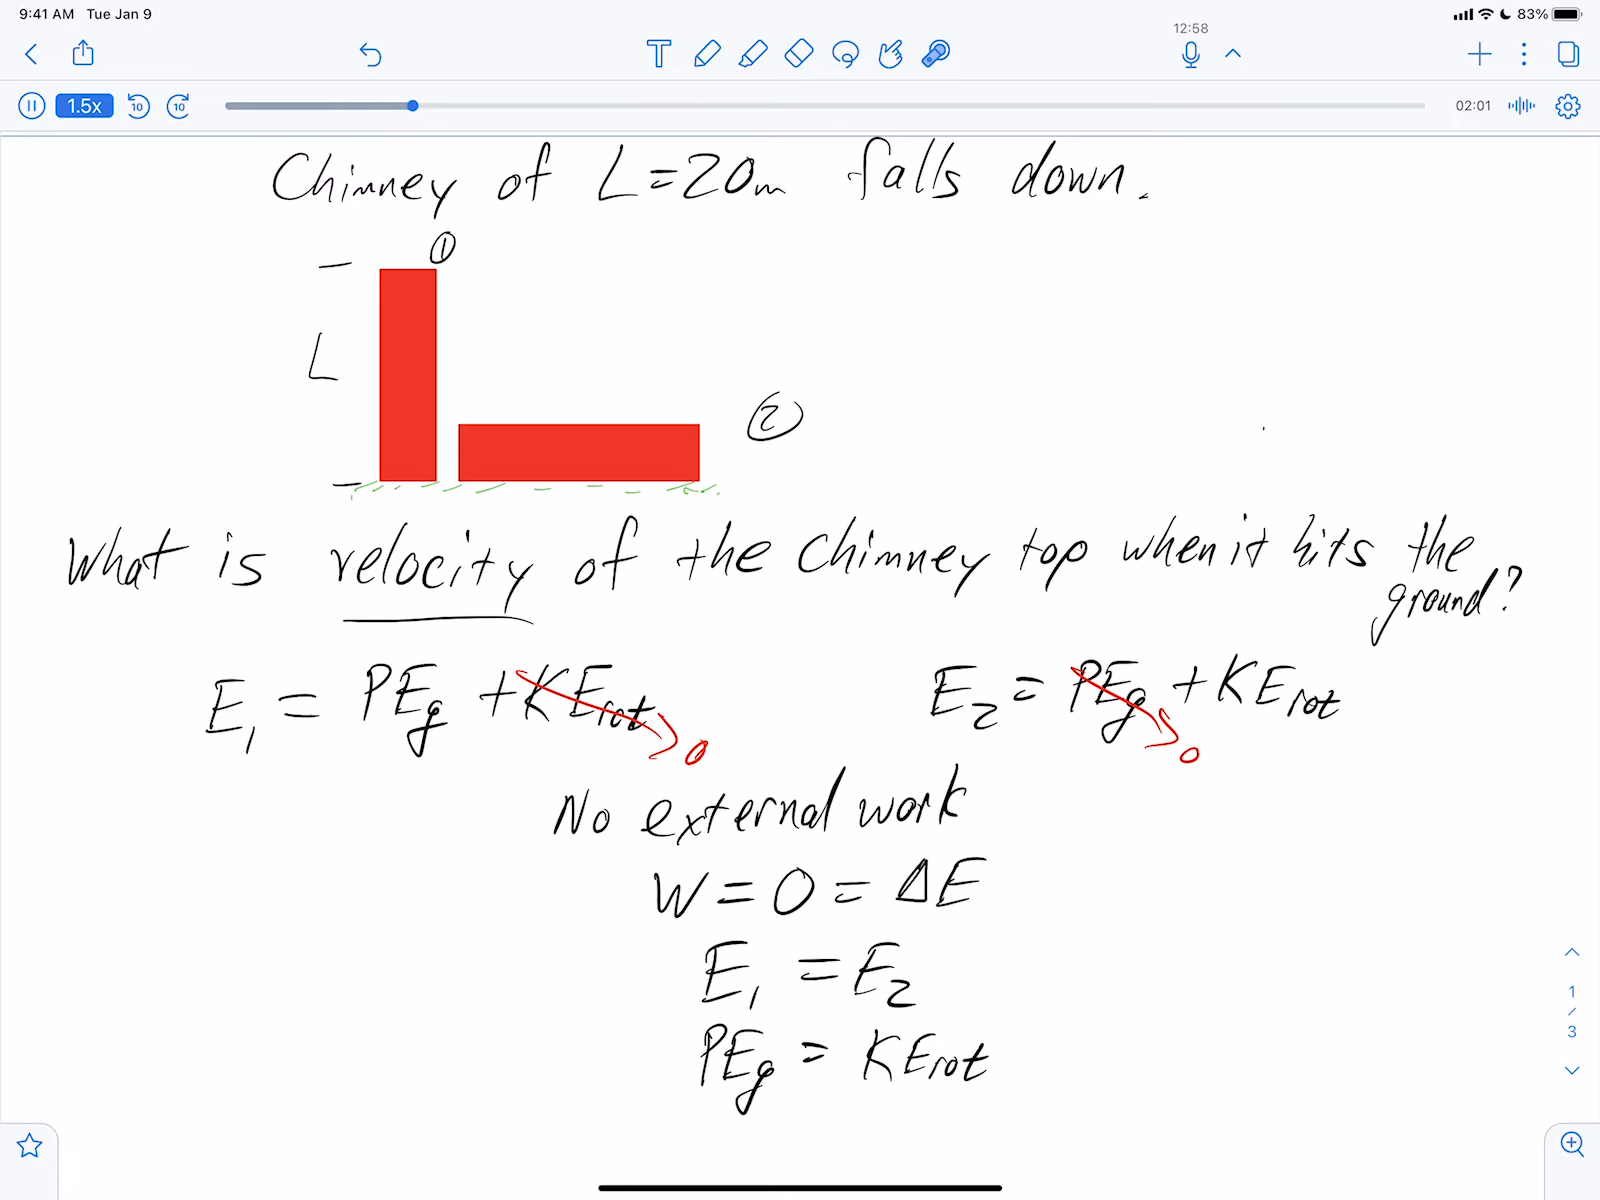 9:41 AM Tue Jan 9
83%
12:58
T
1.5x
10
10
02:01
Chimney of L=20m falls down.
①
L
②
What is velocity of the chimney top when it hits the
ground?
E₁ = PEg + KErot → 0
E₂ = PEg → 0 + KErot
No external work
W = 0 = ΔE
E₁ = E₂
PEg = KErot
1
/
3